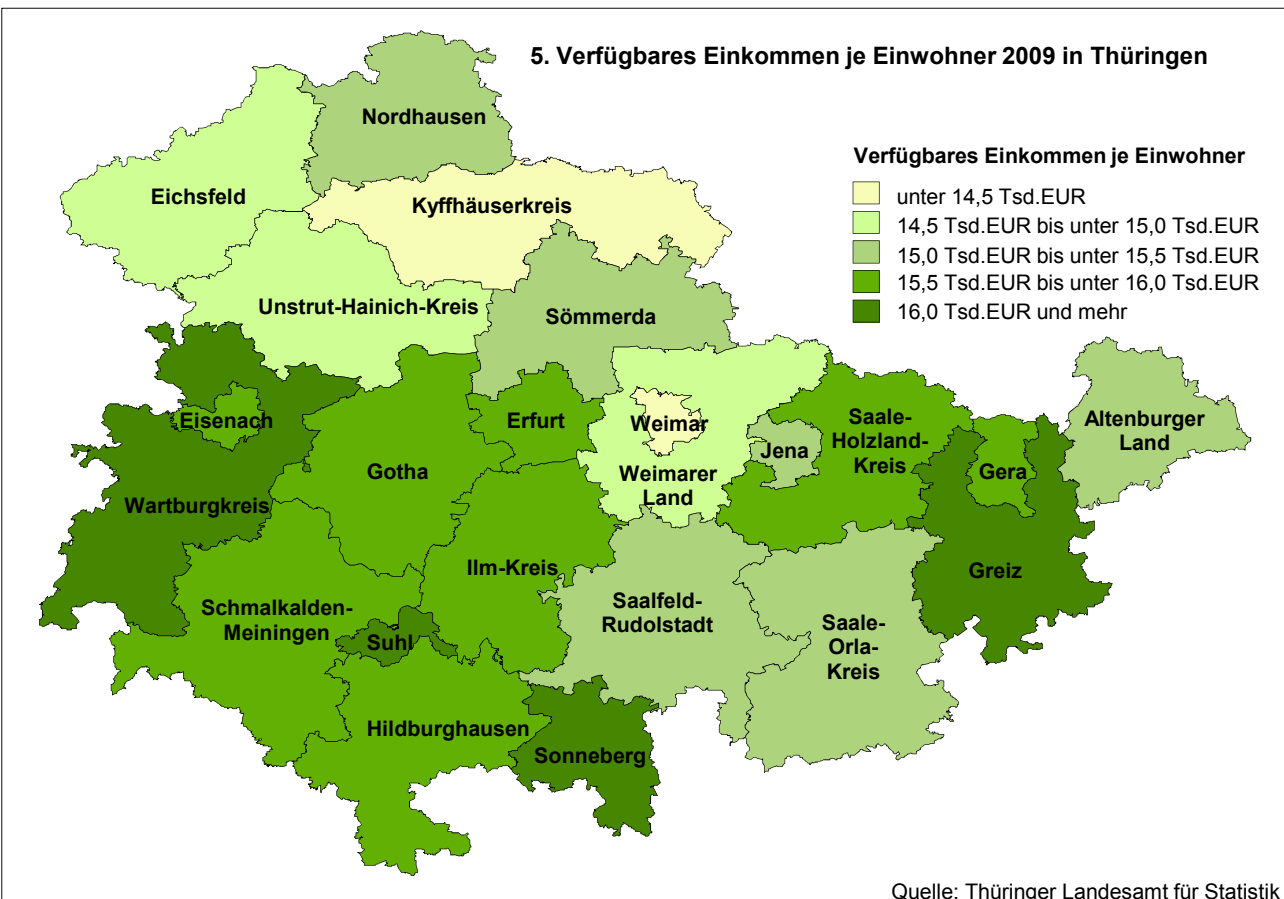 5. Verfügbares Einkommen je Einwohner 2009 in Thüringen
Verfügbares Einkommen je Einwohner
unter 14,5 Tsd.EUR
14,5 Tsd.EUR bis unter 15,0 Tsd.EUR
15,0 Tsd.EUR bis unter 15,5 Tsd.EUR
15,5 Tsd.EUR bis unter 16,0 Tsd.EUR
16,0 Tsd.EUR und mehr
Nordhausen
Eichsfeld
Kyffhäuserkreis
Unstrut-Hainich-Kreis
Sömmerda
Eisenach
Erfurt
Weimar
Saale-
Holzland-
Kreis
Altenburger
Land
Gotha
Jena
Gera
Weimarer
Land
Wartburgkreis
Ilm-Kreis
Greiz
Schmalkalden-
Meiningen
Saalfeld-
Rudolstadt
Saale-
Orla-
Kreis
Suhl
Hildburghausen
Sonneberg
Quelle: Thüringer Landesamt für Statistik